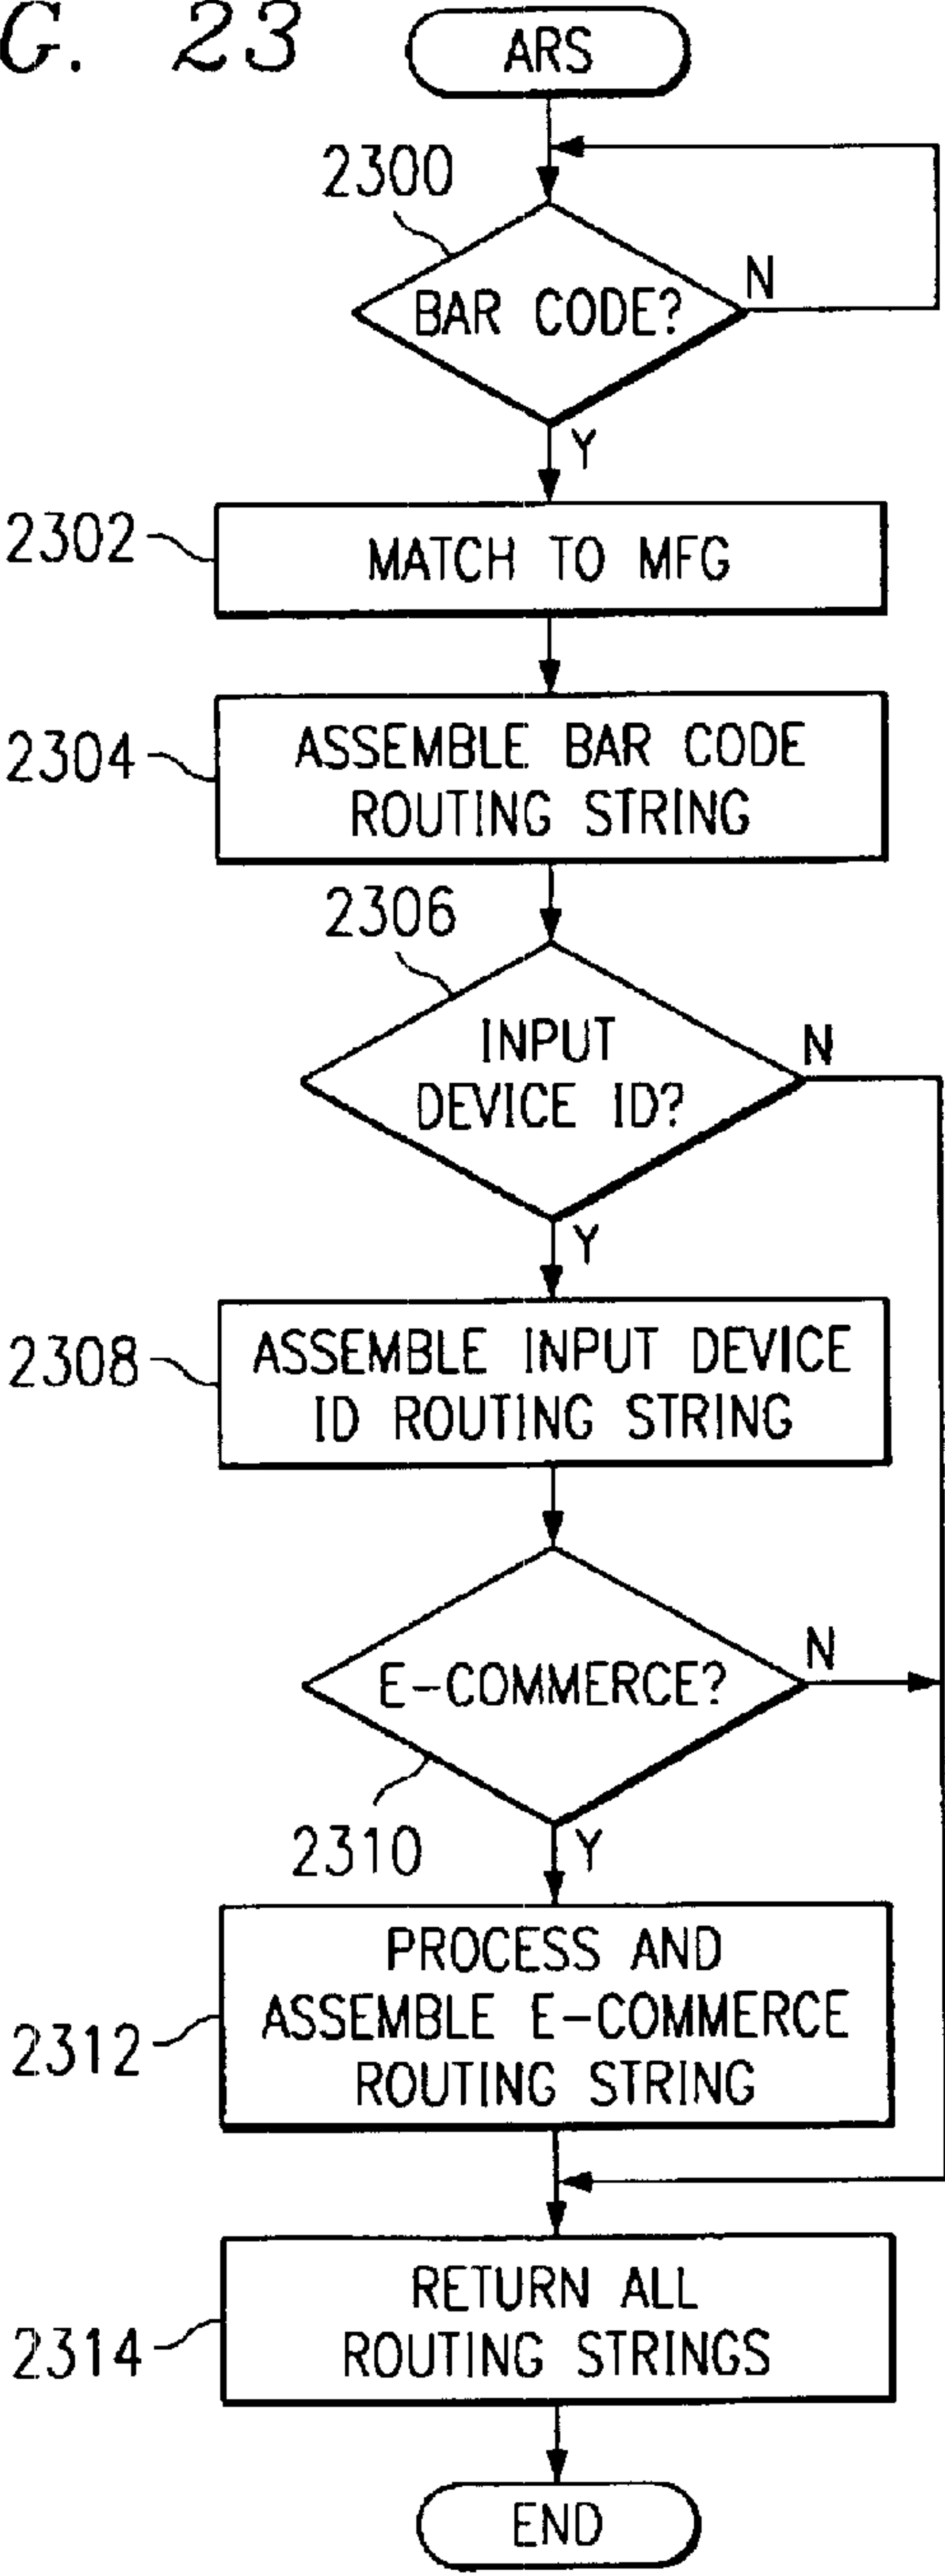 G. 23
ARS
2300
BAR CODE?
N
Y
2302
MATCH TO MFG
2304
ASSEMBLE BAR CODE
ROUTING STRING
2306
INPUT
DEVICE ID?
N
Y
2308
ASSEMBLE INPUT DEVICE
ID ROUTING STRING
E-COMMERCE?
N
2310
Y
PROCESS AND
ASSEMBLE E-COMMERCE
ROUTING STRING
2312
RETURN ALL
ROUTING STRINGS
2314
END